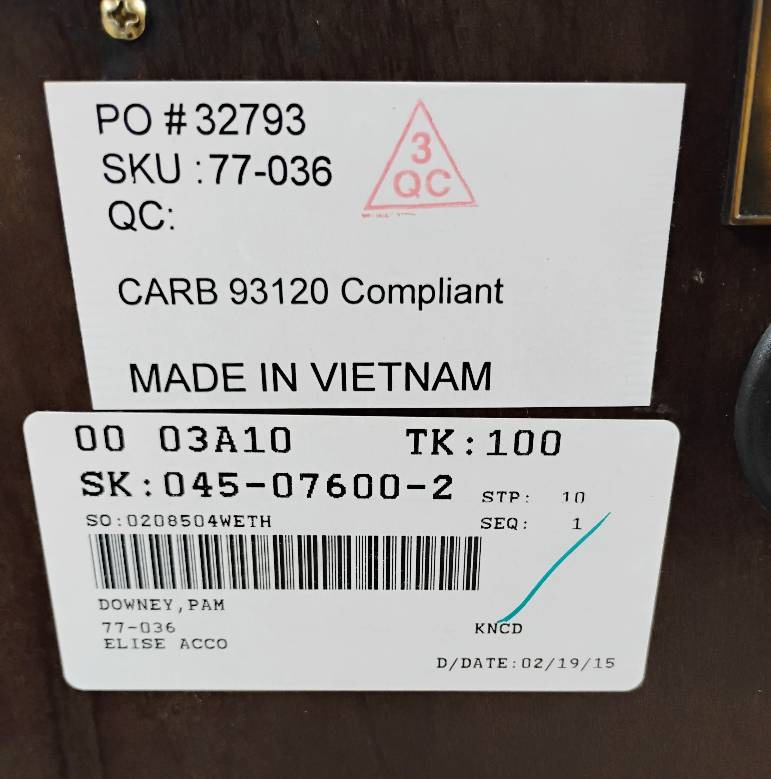 PO # 32793
SKU : 77-036
QC:
3
QC
CARB 93120 Compliant
MADE IN VIETNAM
00 03A10 TK:100
SK:045-07600-2 STP: 10
SO:0208504WETH SEQ: 1
DOWNEY,PAM
77-036 KNCD
ELISE ACCO
D/DATE:02/19/15